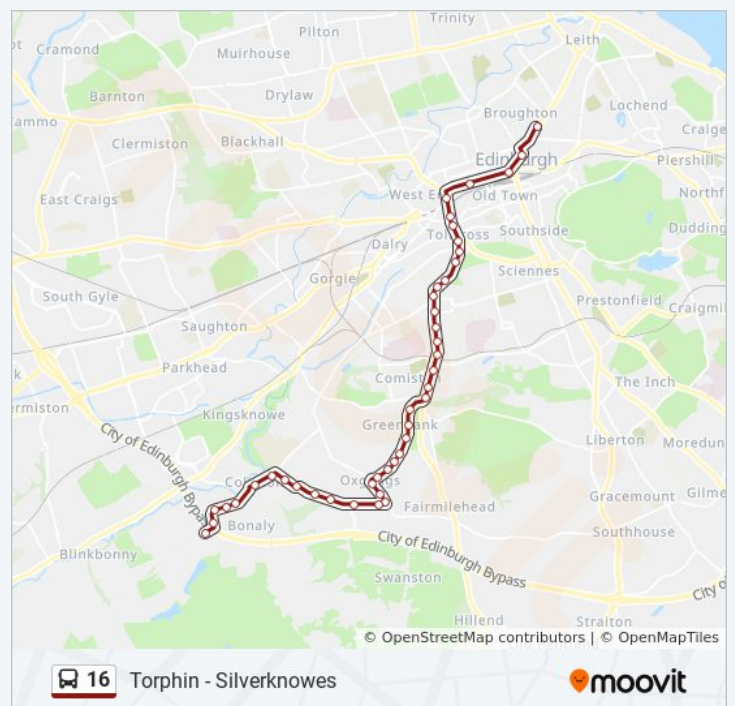 Trinity
Pilton
Leith
ot
Cramond
Muirhouse
Barnton
Drylaw
Broughton
Lochend
ammo
Craige
Clermiston
Blackhall
Edinburgh
Piershill
West E
Old Town
Northf
East Craigs
Tollcross
Southside
Dudding
Dalry
Sciennes
Gorgie
South Gyle
Prestonfield
Craigmil
Saughton
k
Parkhead
Comist
The Inch
ermiston
Kingsknowe
Greenbank
City of Edinburgh Bypass
Liberton
Moredun
Oxgangs
Gracemount
Gilme
Fairmilehead
Bonaly
Southhouse
Blinkbonny
City of Edinburgh Bypass
Swanston
City o
Hillend
Straiton
© OpenStreetMap contributors | © OpenMapTiles
16 Torphin - Silverknowes
moovit